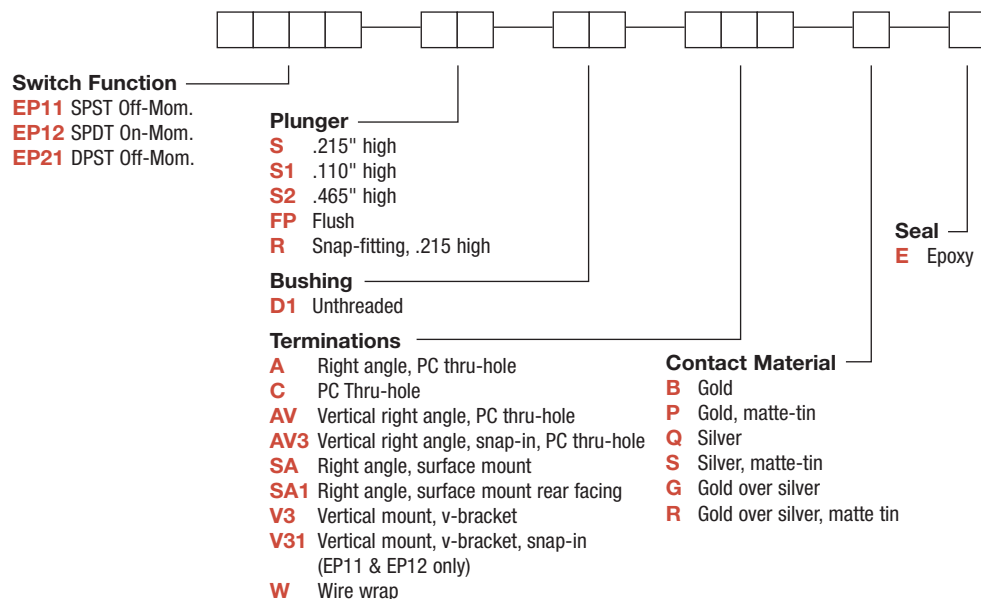 Switch Function
EP11 SPST Off-Mom.
EP12 SPDT On-Mom.
EP21 DPST Off-Mom.
Plunger
S .215" high
S1 .110" high
S2 .465" high
FP Flush
R Snap-fitting, .215 high
Bushing
D1 Unthreaded
Terminations
A Right angle, PC thru-hole
C PC Thru-hole
AV Vertical right angle, PC thru-hole
AV3 Vertical right angle, snap-in, PC thru-hole
SA Right angle, surface mount
SA1 Right angle, surface mount rear facing
V3 Vertical mount, v-bracket
V31 Vertical mount, v-bracket, snap-in
(EP11 & EP12 only)
W Wire wrap
Contact Material
B Gold
P Gold, matte-tin
Q Silver
S Silver, matte-tin
G Gold over silver
R Gold over silver, matte tin
Seal
E Epoxy